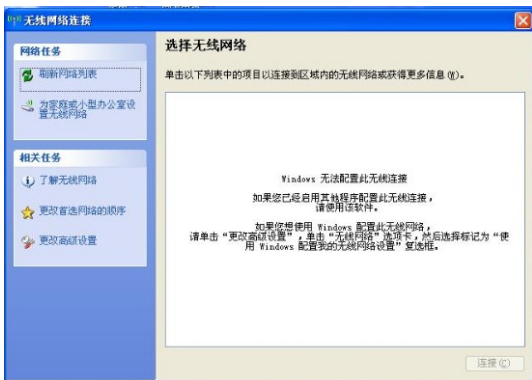 无线网络连接
网络任务
刷新网络列表
为家庭或小型办公室设
置无线网络
相关任务
了解无线网络
更改首选网络的顺序
更改高级设置
选择无线网络
单击以下列表中的项目以连接到区域内的无线网络或获得更多信息(W)。
Windows 无法配置此无线连接
如果您已经启用其他程序配置此无线连接，
请使用该软件。
如果您想使用 Windows 配置此无线网络，
请单击“更改高级设置”，单击“无线网络”选项卡，然后选择标记为“使
用 Windows 配置我的无线网络设置”复选框。
连接(C)